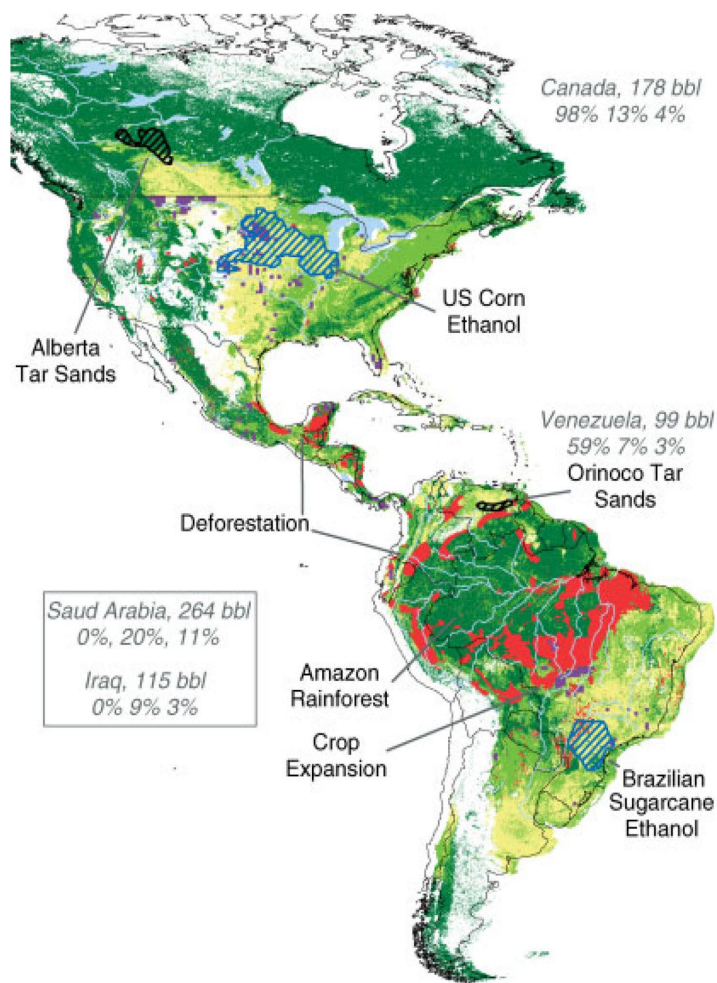 Canada, 178 bbl
98% 13% 4%
US Corn
Ethanol
Alberta
Tar Sands
Venezuela, 99 bbl
59% 7% 3%
Orinoco Tar
Sands
Deforestation
Saud Arabia, 264 bbl
0%, 20%, 11%
Iraq, 115 bbl
0% 9% 3%
Amazon
Rainforest
Crop
Expansion
Brazilian
Sugarcane
Ethanol